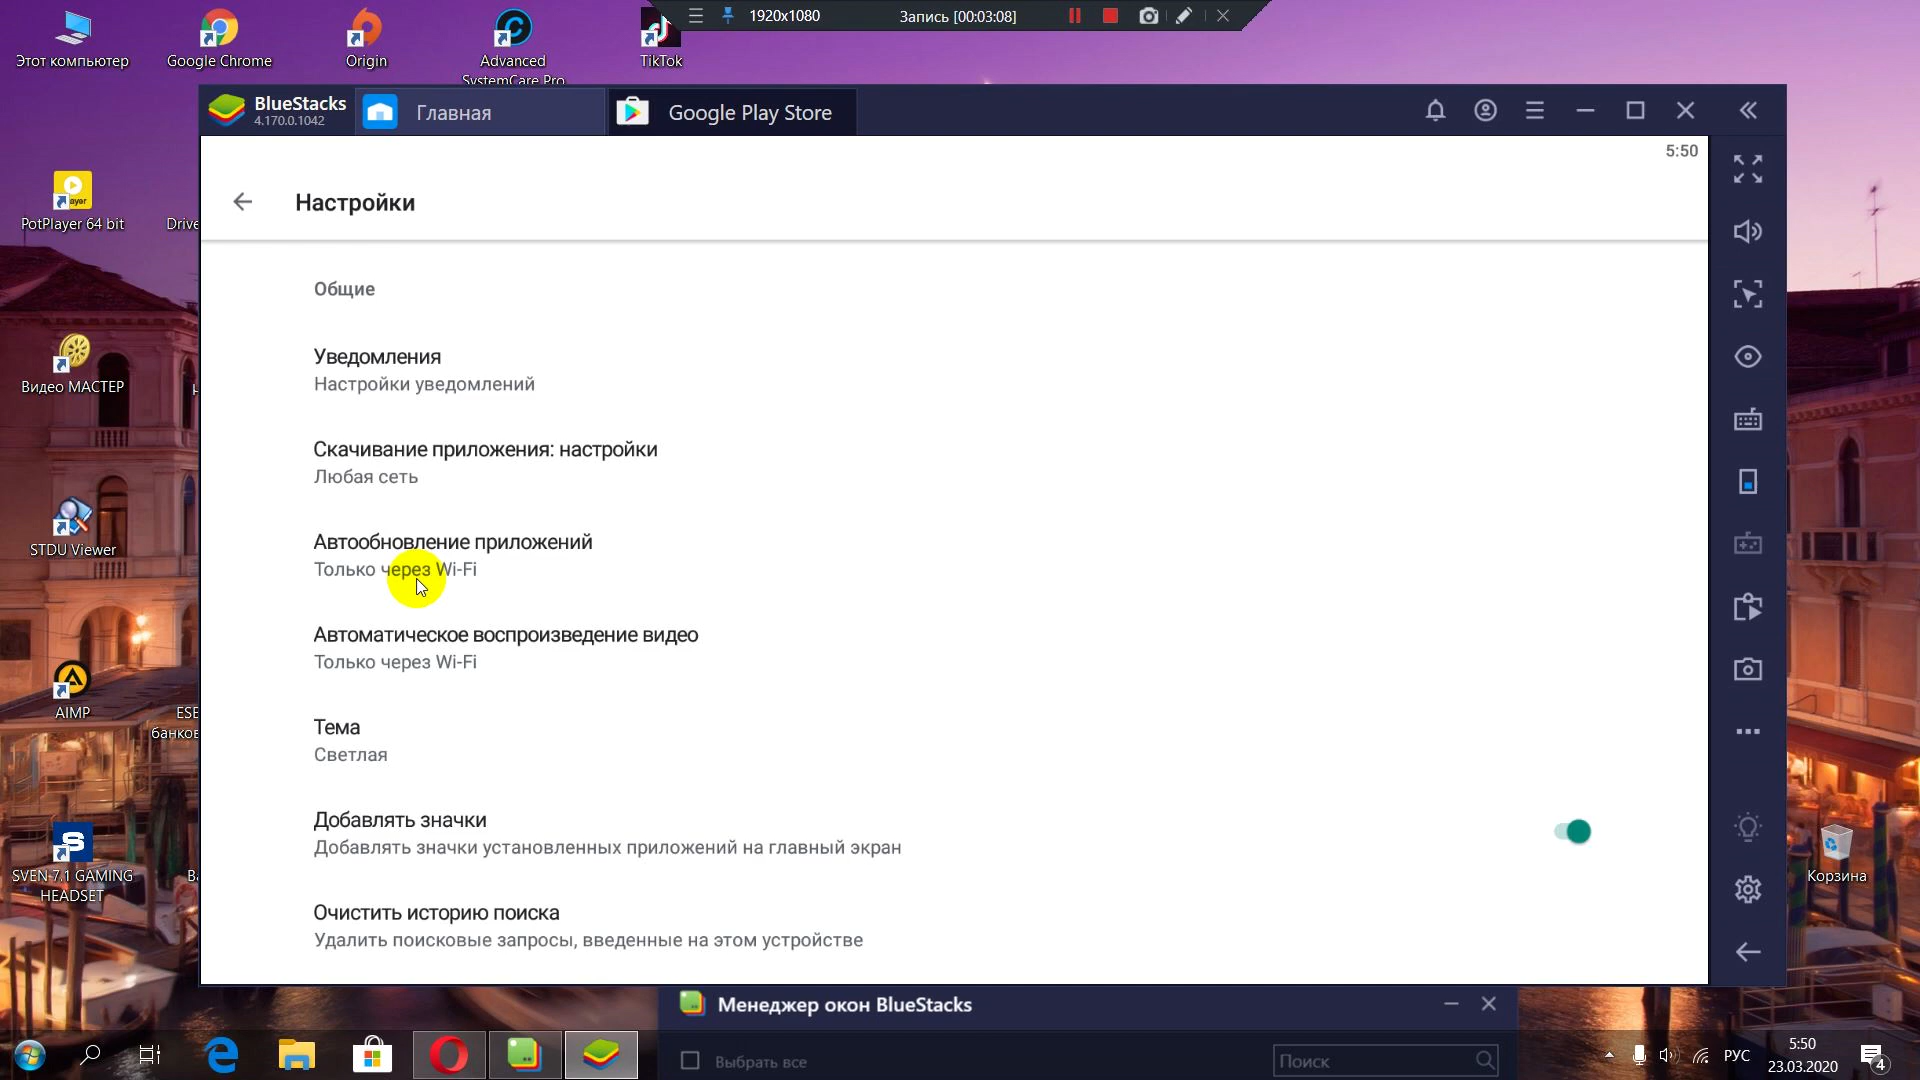 1920x1080
Запись [00:03:08]
Этот компьютер
Google Chrome
Origin
Advanced
SystemCare Pro
TikTok
BlueStacks
4.170.0.1042
Главная
Google Play Store
5:50
Настройки
PotPlayer 64 bit
Общие
Уведомления
Настройки уведомлений
Видео МАСТЕР
Скачивание приложения: настройки
Любая сеть
STDU Viewer
Автообновление приложений
Только через Wi-Fi
Автоматическое воспроизведение видео
Только через Wi-Fi
AIMP
Тема
Светлая
Добавлять значки
Добавлять значки установленных приложений на главный экран
SVEN 7.1 GAMING
HEADSET
Корзина
Очистить историю поиска
Удалить поисковые запросы, введенные на этом устройстве
Менеджер окон BlueStacks
Выбрать все
Поиск
РУС
5:50
23.03.2020
4